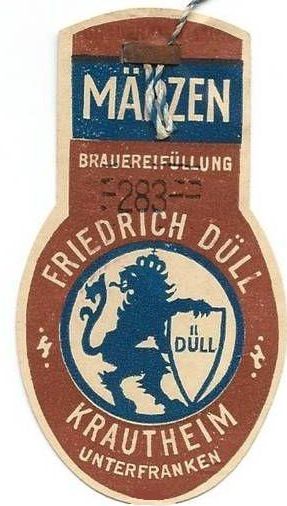 MÄRZEN
BRAUEREIFÜLLUNG
-283-
FRIEDRICH DÜLL
DÜLL
KRAUTHEIM
UNTERFRANKEN